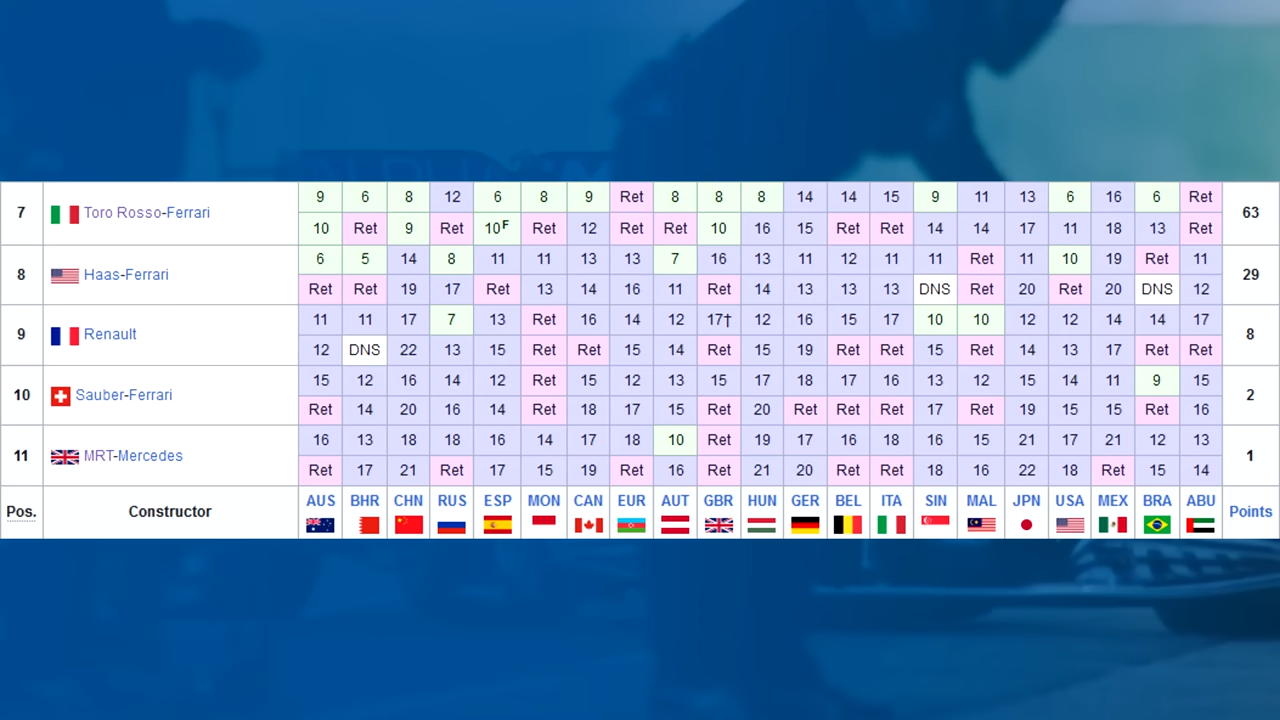 7 Toro Rosso-Ferrari 9 6 8 12 6 8 9 Ret 8 8 8 14 14 15 9 11 13 6 16 6 Ret 63
10 Ret 9 Ret 10F Ret 12 Ret Ret 10 16 15 Ret Ret 14 14 17 11 18 13 Ret
8 Haas-Ferrari 6 5 14 8 11 11 13 13 7 16 13 11 12 11 11 Ret 11 10 19 Ret 11 29
Ret Ret 19 17 Ret 13 14 16 11 Ret 14 13 13 13 DNS Ret 20 Ret 20 DNS 12
9 Renault 11 11 17 7 13 Ret 16 14 12 17† 12 16 15 17 10 10 12 12 14 14 17 8
12 DNS 22 13 15 Ret Ret 15 14 Ret 15 19 Ret Ret 15 Ret 14 13 17 Ret Ret
10 Sauber-Ferrari 15 12 16 14 12 Ret 15 12 13 15 17 18 17 16 13 12 15 14 11 9 15 2
Ret 14 20 16 14 Ret 18 17 15 Ret 20 Ret Ret Ret 17 Ret 19 15 15 Ret 16
11 MRT-Mercedes 16 13 18 18 16 14 17 18 10 Ret 19 17 16 18 16 15 21 17 21 12 13 1
Ret 17 21 Ret 17 15 19 Ret 16 Ret 21 20 Ret Ret 18 16 22 18 Ret 15 14
Pos. Constructor AUS BHR CHN RUS ESP MON CAN EUR AUT GBR HUN GER BEL ITA SIN MAL JPN USA MEX BRA ABU Points